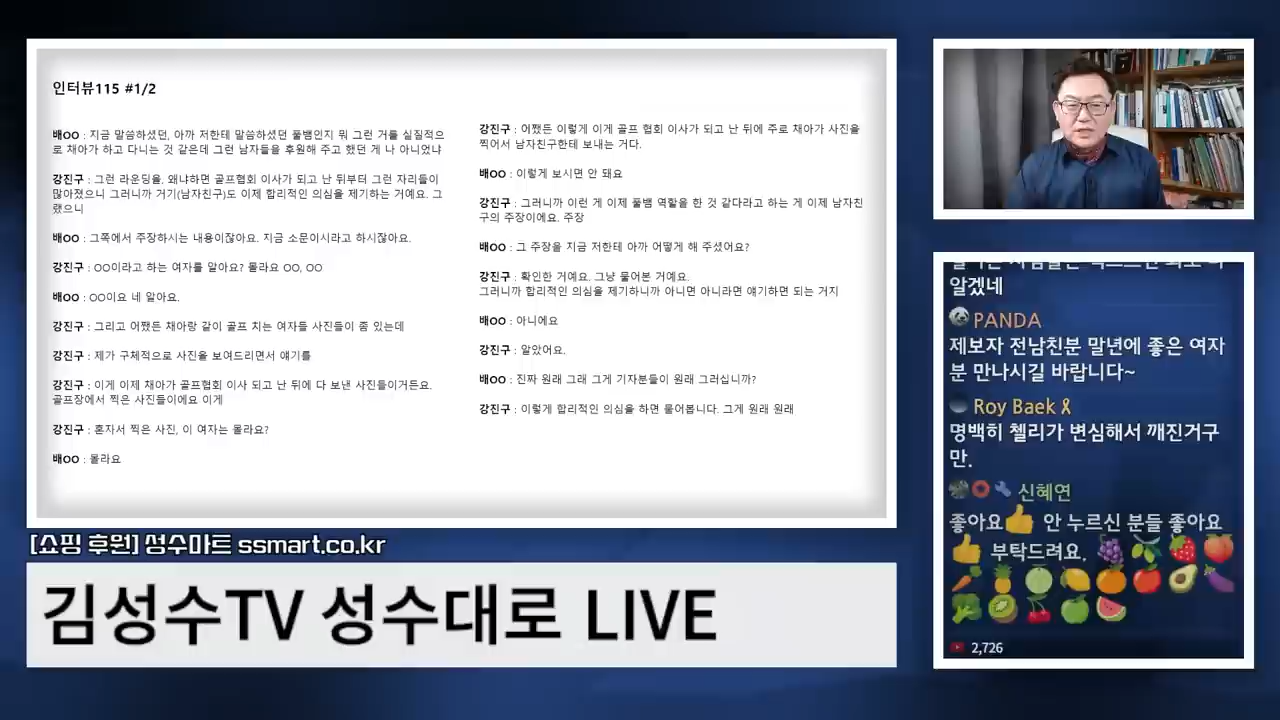 인터뷰115 #1/2
배OO : 지금 말씀하셨던, 아까 저한테 말씀하셨던 풀뱀인지 뭐 그런 거를 실질적으
로 채아가 하고 다니는 것 같은데 그런 남자들을 후원해 주고 했던 게 나 아니었냐
강진구 : 그런 라운딩을, 왜냐하면 골프협회 이사가 되고 난 뒤부터 그런 자리들이
많아졌으니 그러니까 거기(남자친구)도 이제 합리적인 의심을 제기하는 거예요. 그
랬으니
배OO : 그쪽에서 주장하시는 내용이잖아요. 지금 소문이시라고 하시잖아요.
강진구 : OO이라고 하는 여자를 알아요? 몰라요 OO, OO
배OO : OO이요 네 알아요.
강진구 : 그리고 어쨌든 채아랑 같이 골프 치는 여자들 사진들이 좀 있는데
강진구 : 제가 구체적으로 사진을 보여드리면서 얘기를
강진구 : 이게 이제 채아가 골프협회 이사 되고 난 뒤에 다 보낸 사진들이거든요.
골프장에서 찍은 사진들이에요 이게
강진구 : 혼자서 찍은 사진, 이 여자는 몰라요?
배OO : 몰라요
강진구 : 어쨌든 이렇게 이게 골프 협회 이사가 되고 난 뒤에 주로 채아가 사진을
찍어서 남자친구한테 보내는 거다.
배OO : 이렇게 보시면 안 돼요
강진구 : 그러니까 이런 게 이제 풀뱀 역할을 한 것 같다라고 하는 게 이제 남자친
구의 주장이에요. 주장
배OO : 그 주장을 지금 저한테 아까 어떻게 해 주셨어요?
강진구 : 확인한 거예요. 그냥 물어본 거예요.
그러니까 합리적인 의심을 제기하니까 아니면 아니라면 얘기하면 되는 거지
배OO : 아니에요
강진구 : 알았어요.
배OO : 진짜 원래 그래 그게 기자분들이 원래 그러십니까?
강진구 : 이렇게 합리적인 의심을 하면 물어봅니다. 그게 원래 원래
[쇼핑 후원] 성수마트 ssmart.co.kr
김성수TV 성수대로 LIVE
알겠네
PANDA
제보자 전남친분 말년에 좋은 여자
분 만나시길 바랍니다~
Roy Baek🎗
명백히 첼리가 변심해서 깨진거구
만.
신혜연
좋아요👍 안 누르신 분들 좋아요
👍 부탁드려요. 🍇🫒🍓🍑
🥕🍍🍈🍋🍊🍎🥑🍆
🥦🥝🍒🍏🍉
2,726